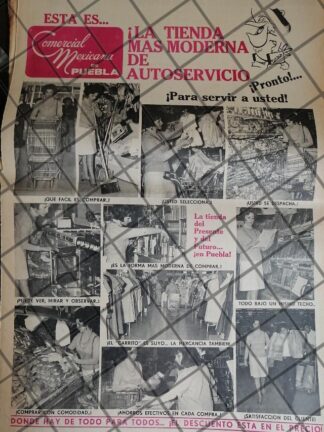 ESTA ES...
Comercial
Mexicana
DE
PUEBLA
¡LA TIENDA
MAS MODERNA
DE
AUTOSERVICIO
¡Pronto!...
¡Para servir a usted!
¡QUE FACIL ES COMPRAR..!
¡USTED SELECCIONA..!
¡USTED SE DESPACHA..!
La tienda
del
Presente
y del
Futuro...
¡en Puebla!
¡PUEDE VER, MIRAR Y OBSERVAR..!
¡ES LA FORMA MAS MODERNA DE COMPRAR..!
TODO BAJO UN MISMO TECHO..
¡EL "CARRITO" ES SUYO... LA MERCANCIA TAMBIEN!
¡COMPRAR CON COMODIDAD..!
¡AHORROS EFECTIVOS EN CADA COMPRA..!
¡SATISFACCION DEL CLIENTE!
DONDE HAY DE TODO PARA TODOS... ¡EL DESCUENTO ESTA EN EL PRECIO!